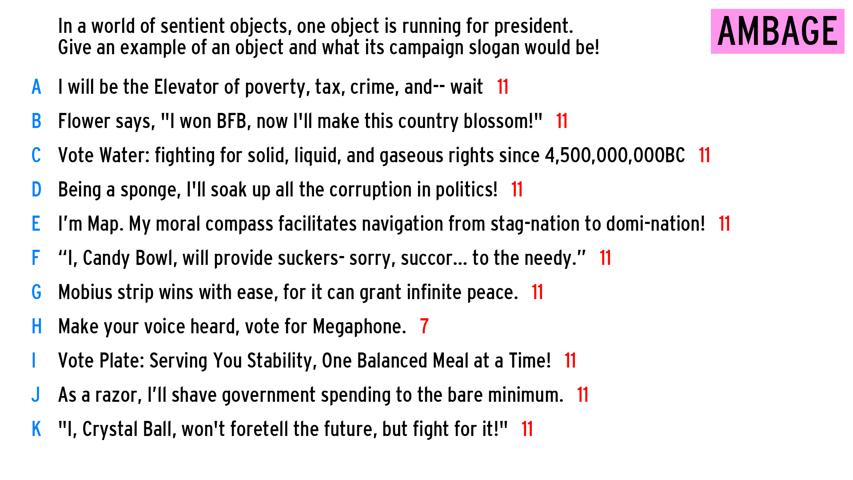 In a world of sentient objects, one object is running for president.
Give an example of an object and what its campaign slogan would be!
AMBAGE
A I will be the Elevator of poverty, tax, crime, and-- wait 11
B Flower says, "I won BFB, now I'll make this country blossom!" 11
C Vote Water: fighting for solid, liquid, and gaseous rights since 4,500,000,000BC 11
D Being a sponge, I'll soak up all the corruption in politics! 11
E I’m Map. My moral compass facilitates navigation from stag-nation to domi-nation! 11
F “I, Candy Bowl, will provide suckers- sorry, succor... to the needy.” 11
G Mobius strip wins with ease, for it can grant infinite peace. 11
H Make your voice heard, vote for Megaphone. 7
I Vote Plate: Serving You Stability, One Balanced Meal at a Time! 11
J As a razor, I’ll shave government spending to the bare minimum. 11
K "I, Crystal Ball, won't foretell the future, but fight for it!" 11